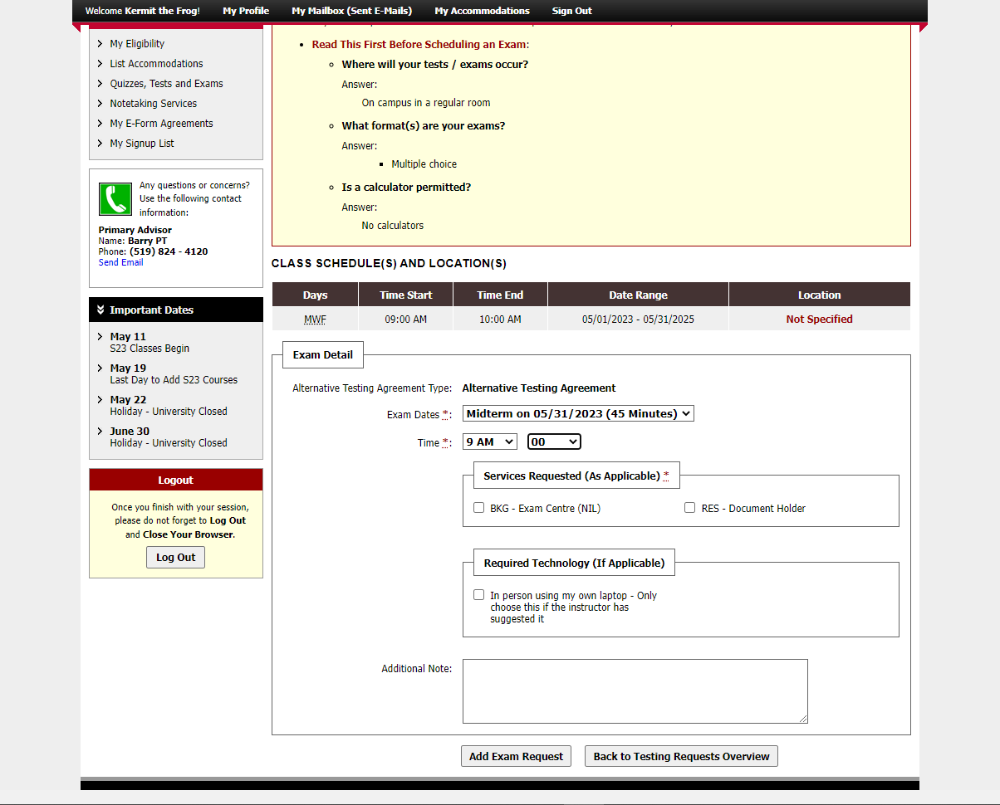 Welcome Kermit the Frog! My Profile My Mailbox (Sent E-Mails) My Accommodations Sign Out
My Eligibility
List Accommodations
Quizzes, Tests and Exams
Notetaking Services
My E-Form Agreements
My Signup List
Any questions or concerns?
Use the following contact
information:
Primary Advisor
Name: Barry PT
Phone: (519) 824 - 4120
Send Email
Important Dates
May 11
S23 Classes Begin
May 19
Last Day to Add S23 Courses
May 22
Holiday - University Closed
June 30
Holiday - University Closed
Logout
Once you finish with your session,
please do not forget to Log Out
and Close Your Browser.
Log Out
Read This First Before Scheduling an Exam:
Where will your tests / exams occur?
Answer:
On campus in a regular room
What format(s) are your exams?
Answer:
Multiple choice
Is a calculator permitted?
Answer:
No calculators
CLASS SCHEDULE(S) AND LOCATION(S)
Days Time Start Time End Date Range Location
MWF 09:00 AM 10:00 AM 05/01/2023 - 05/31/2025 Not Specified
Exam Detail
Alternative Testing Agreement Type: Alternative Testing Agreement
Exam Dates *: Midterm on 05/31/2023 (45 Minutes)
Time *: 9 AM 00
Services Requested (As Applicable) *
BKG - Exam Centre (NIL) RES - Document Holder
Required Technology (If Applicable)
In person using my own laptop - Only
choose this if the instructor has
suggested it
Additional Note:
Add Exam Request Back to Testing Requests Overview